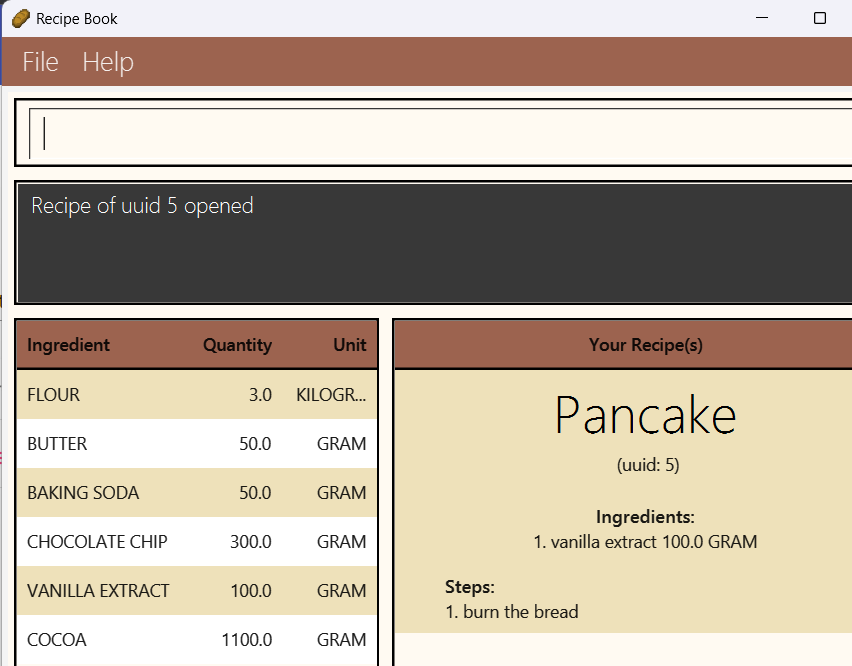 Recipe Book
File Help
Recipe of uuid 5 opened
Ingredient Quantity Unit
FLOUR 3.0 KILOGR...
BUTTER 50.0 GRAM
BAKING SODA 50.0 GRAM
CHOCOLATE CHIP 300.0 GRAM
VANILLA EXTRACT 100.0 GRAM
COCOA 1100.0 GRAM
Your Recipe(s)
Pancake
(uuid: 5)
Ingredients:
1. vanilla extract 100.0 GRAM
Steps:
1. burn the bread